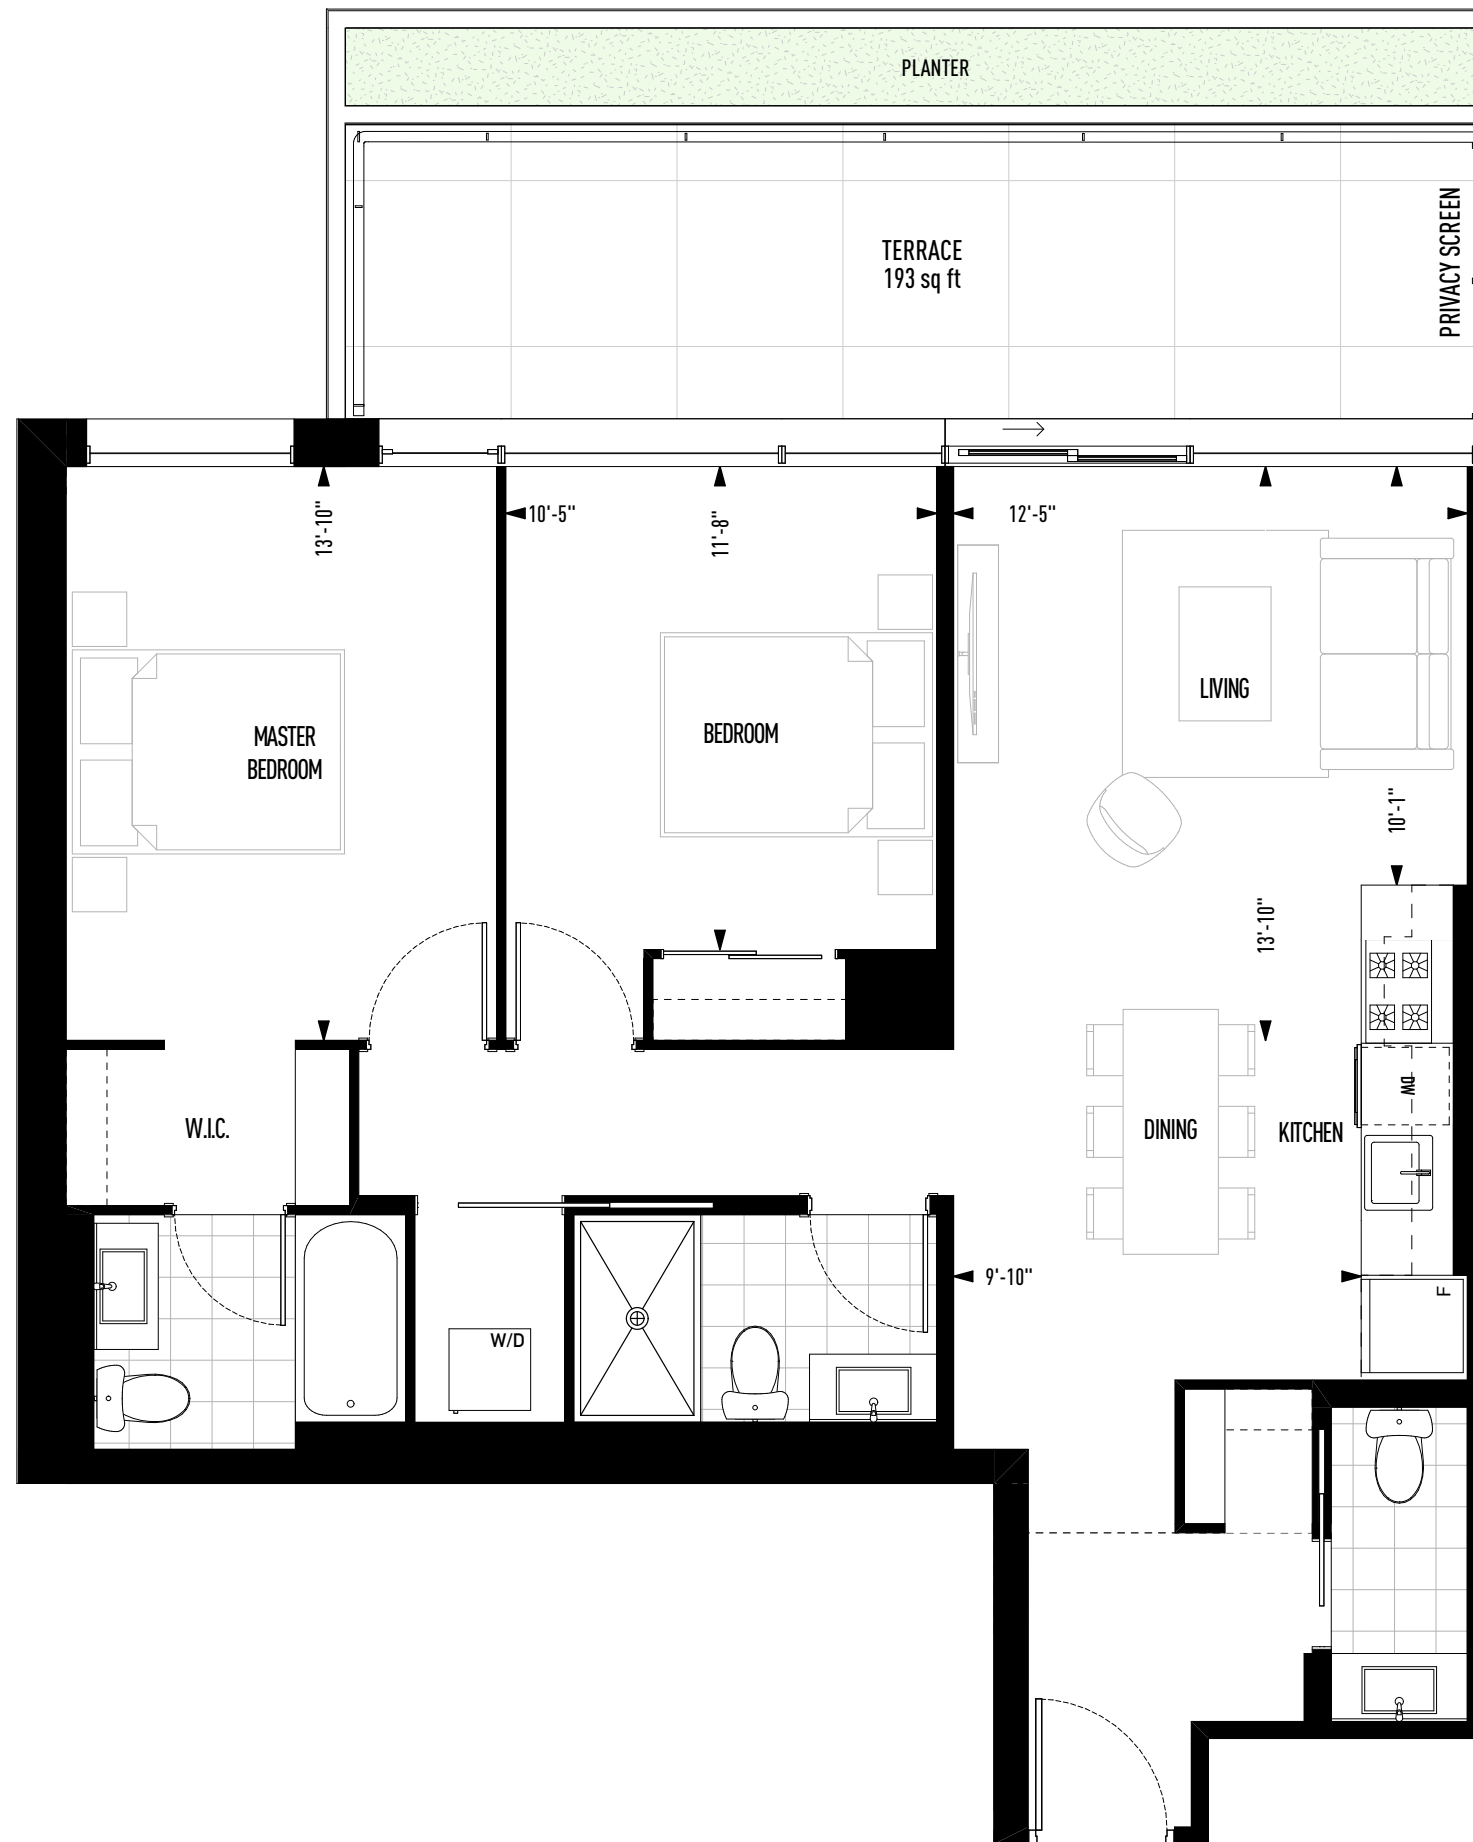 PLANTER
TERRACE
193 sq ft
PRIVACY SCREEN
13'-10"
10'-5"
11'-8"
12'-5"
MASTER
BEDROOM
BEDROOM
LIVING
10'-1"
13'-10"
DW
W.I.C.
DINING
KITCHEN
9'-10"
F
W/D